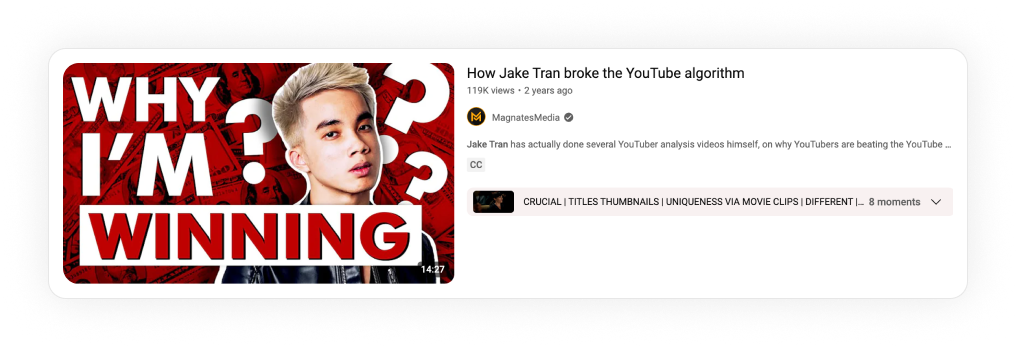 WHY
I'M
WINNING
? ? ?
14:27
How Jake Tran broke the YouTube algorithm
119K views • 2 years ago
MagnatesMedia
Jake Tran has actually done several YouTuber analysis videos himself, on why YouTubers are beating the YouTube ...
CC
CRUCIAL | TITLES THUMBNAILS | UNIQUENESS VIA MOVIE CLIPS | DIFFERENT |... 8 moments